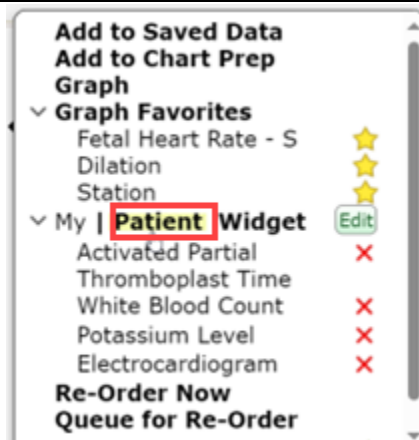 Add to Saved Data
Add to Chart Prep
Graph
Graph Favorites
Fetal Heart Rate - S
Dilation
Station
My | Patient Widget Edit
Activated Partial
Thromboplast Time
White Blood Count
Potassium Level
Electrocardiogram
Re-Order Now
Queue for Re-Order